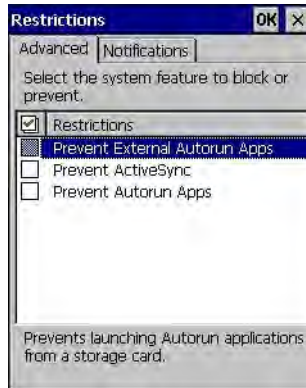 Restrictions OK ×
Advanced Notifications
Select the system feature to block or
prevent.
Restrictions
Prevent External Autorun Apps
Prevent ActiveSync
Prevent Autorun Apps
Prevents launching Autorun applications
from a storage card.